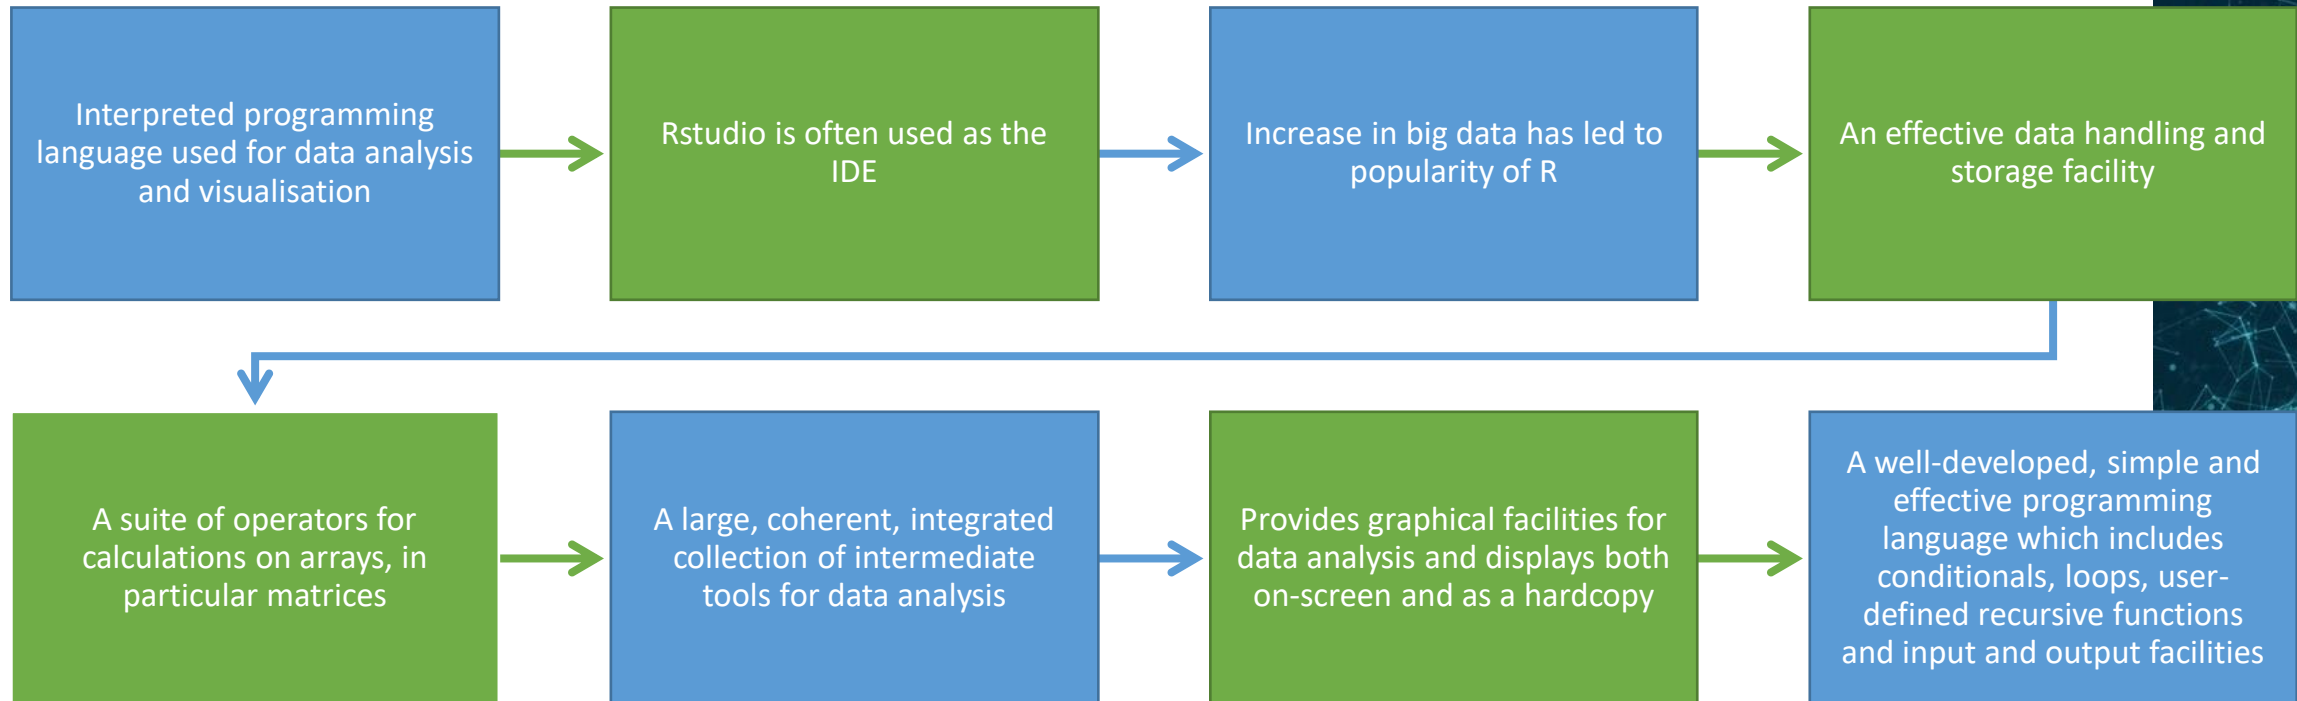 Interpreted programming
language used for data analysis
and visualisation
Rstudio is often used as the
IDE
Increase in big data has led to
popularity of R
An effective data handling and
storage facility
A suite of operators for
calculations on arrays, in
particular matrices
A large, coherent, integrated
collection of intermediate
tools for data analysis
Provides graphical facilities for
data analysis and displays both
on-screen and as a hardcopy
A well-developed, simple and
effective programming
language which includes
conditionals, loops, user-
defined recursive functions
and input and output facilities